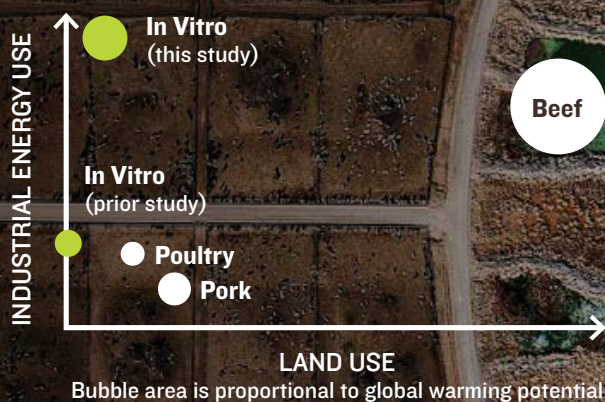 INDUSTRIAL ENERGY USE
In Vitro
(this study)
Beef
In Vitro
(prior study)
Poultry
Pork
LAND USE
Bubble area is proportional to global warming potential